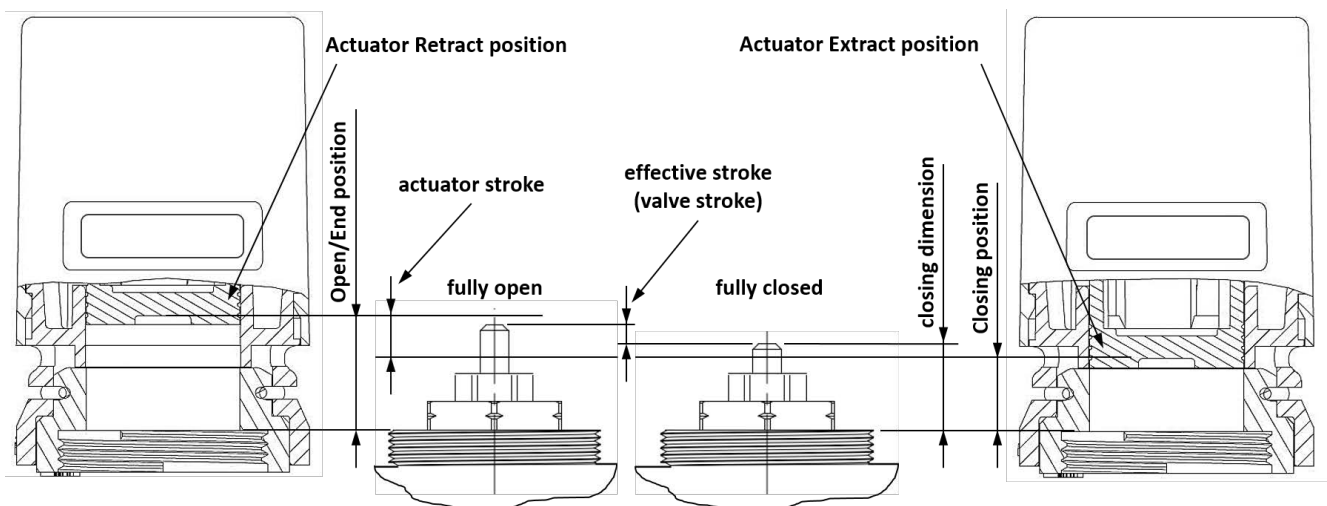 Actuator Retract position
Actuator Extract position
Open/End position
actuator stroke
effective stroke
(valve stroke)
fully open
fully closed
closing dimension
Closing position